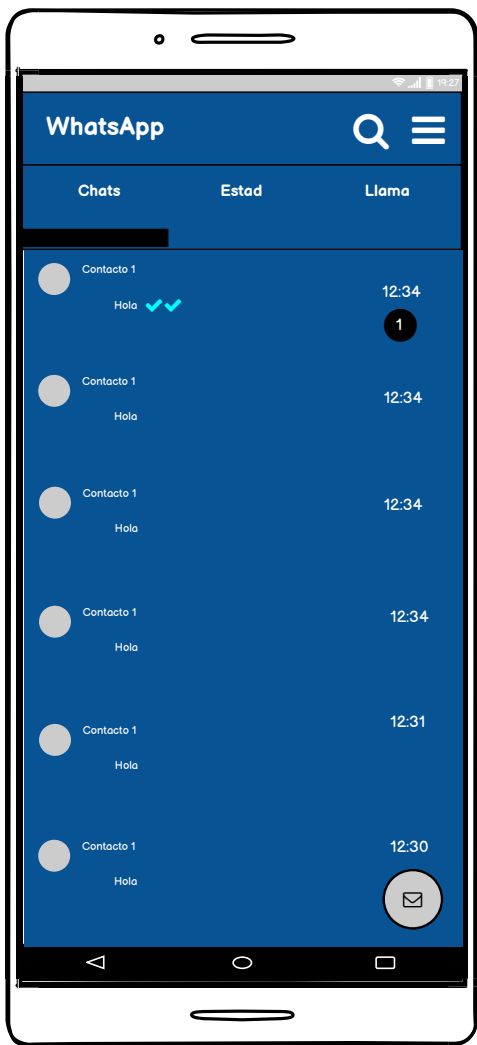 19:27
WhatsApp
Chats Estad Llama
Contacto 1
12:34
Hola
1
Contacto 1
12:34
Hola
Contacto 1
12:34
Hola
Contacto 1
12:34
Hola
12:31
Contacto 1
Hola
Contacto 1 12:30
Hola